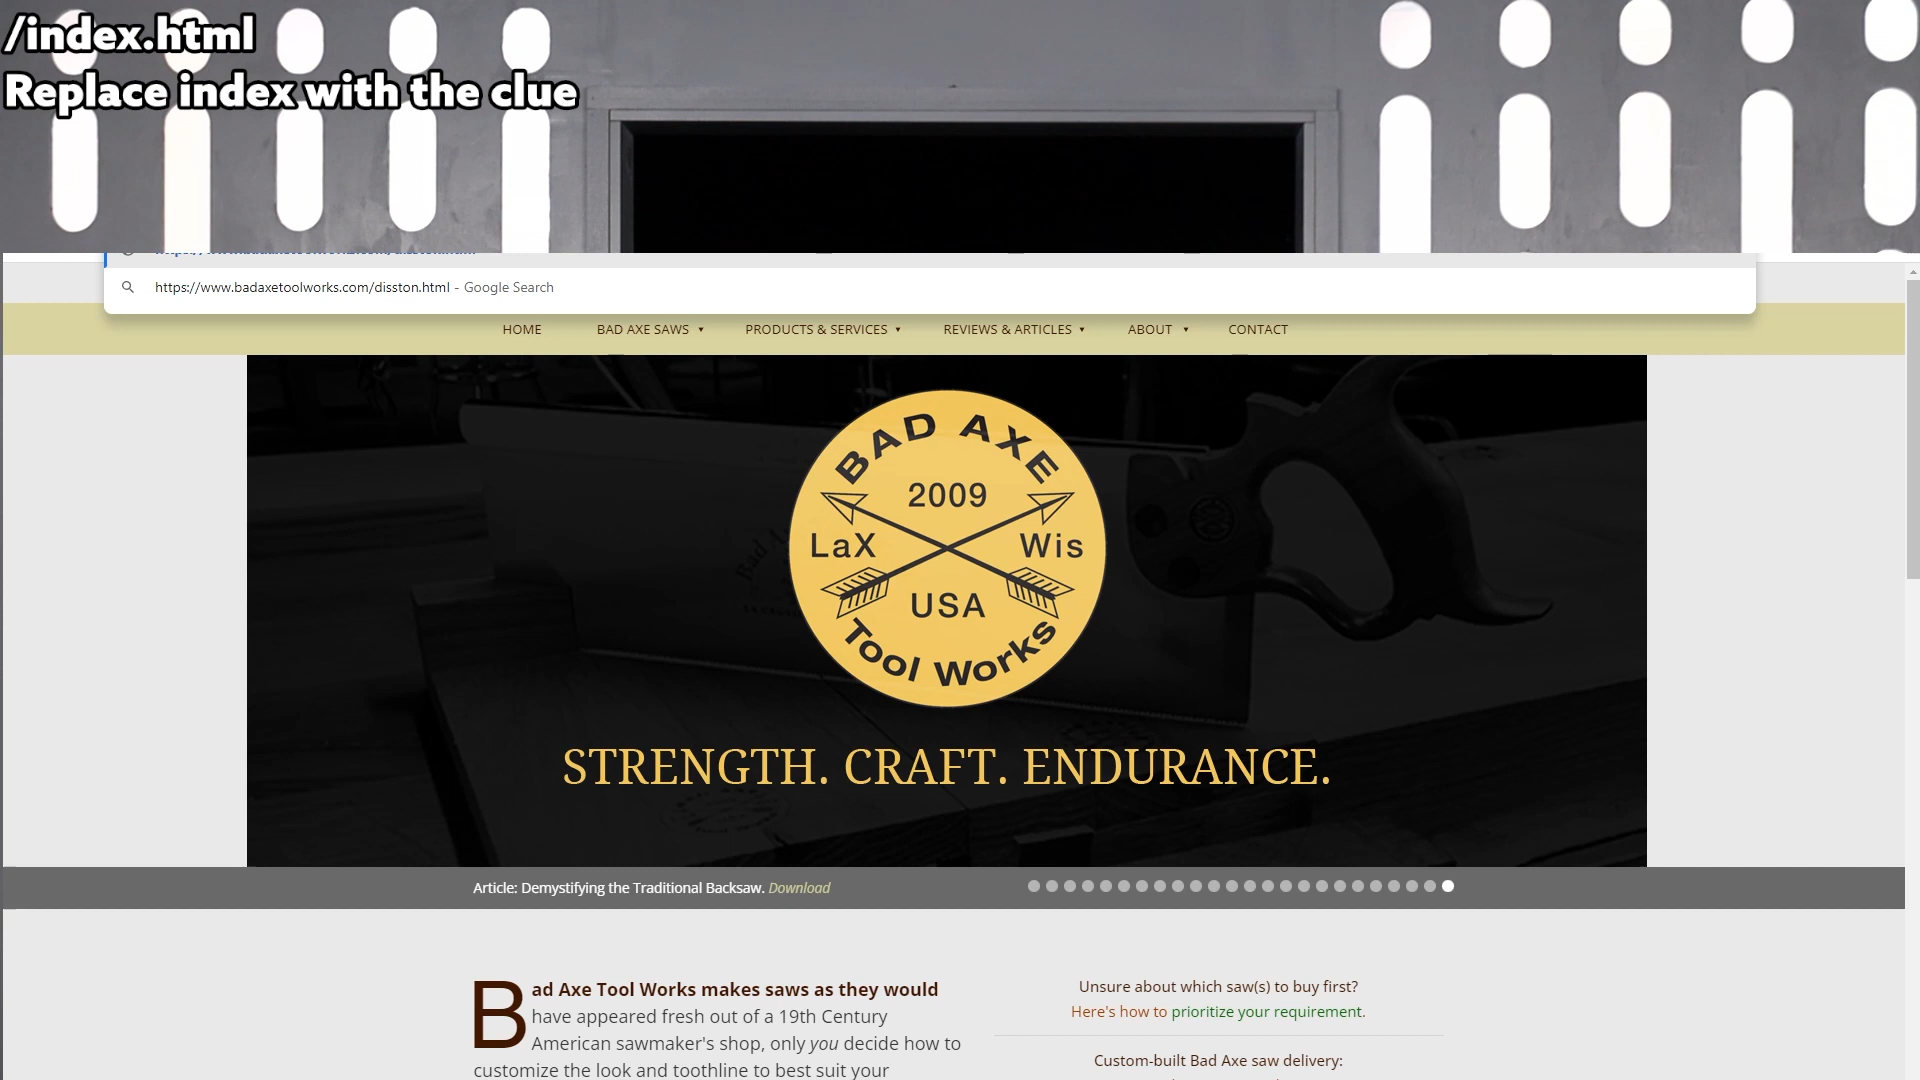 /index.html
Replace index with the clue
https://www.badaxetoolworks.com/disston.html - Google Search
HOME BAD AXE SAWS PRODUCTS & SERVICES REVIEWS & ARTICLES ABOUT CONTACT
BAD AXE
2009
LaX Wis
USA
Tool Works
STRENGTH. CRAFT. ENDURANCE.
Article: Demystifying the Traditional Backsaw. Download
Bad Axe Tool Works makes saws as they would
have appeared fresh out of a 19th Century
American sawmaker's shop, only you decide how to
customize the look and toothline to best suit your
Unsure about which saw(s) to buy first?
Here's how to prioritize your requirement.
Custom-built Bad Axe saw delivery: